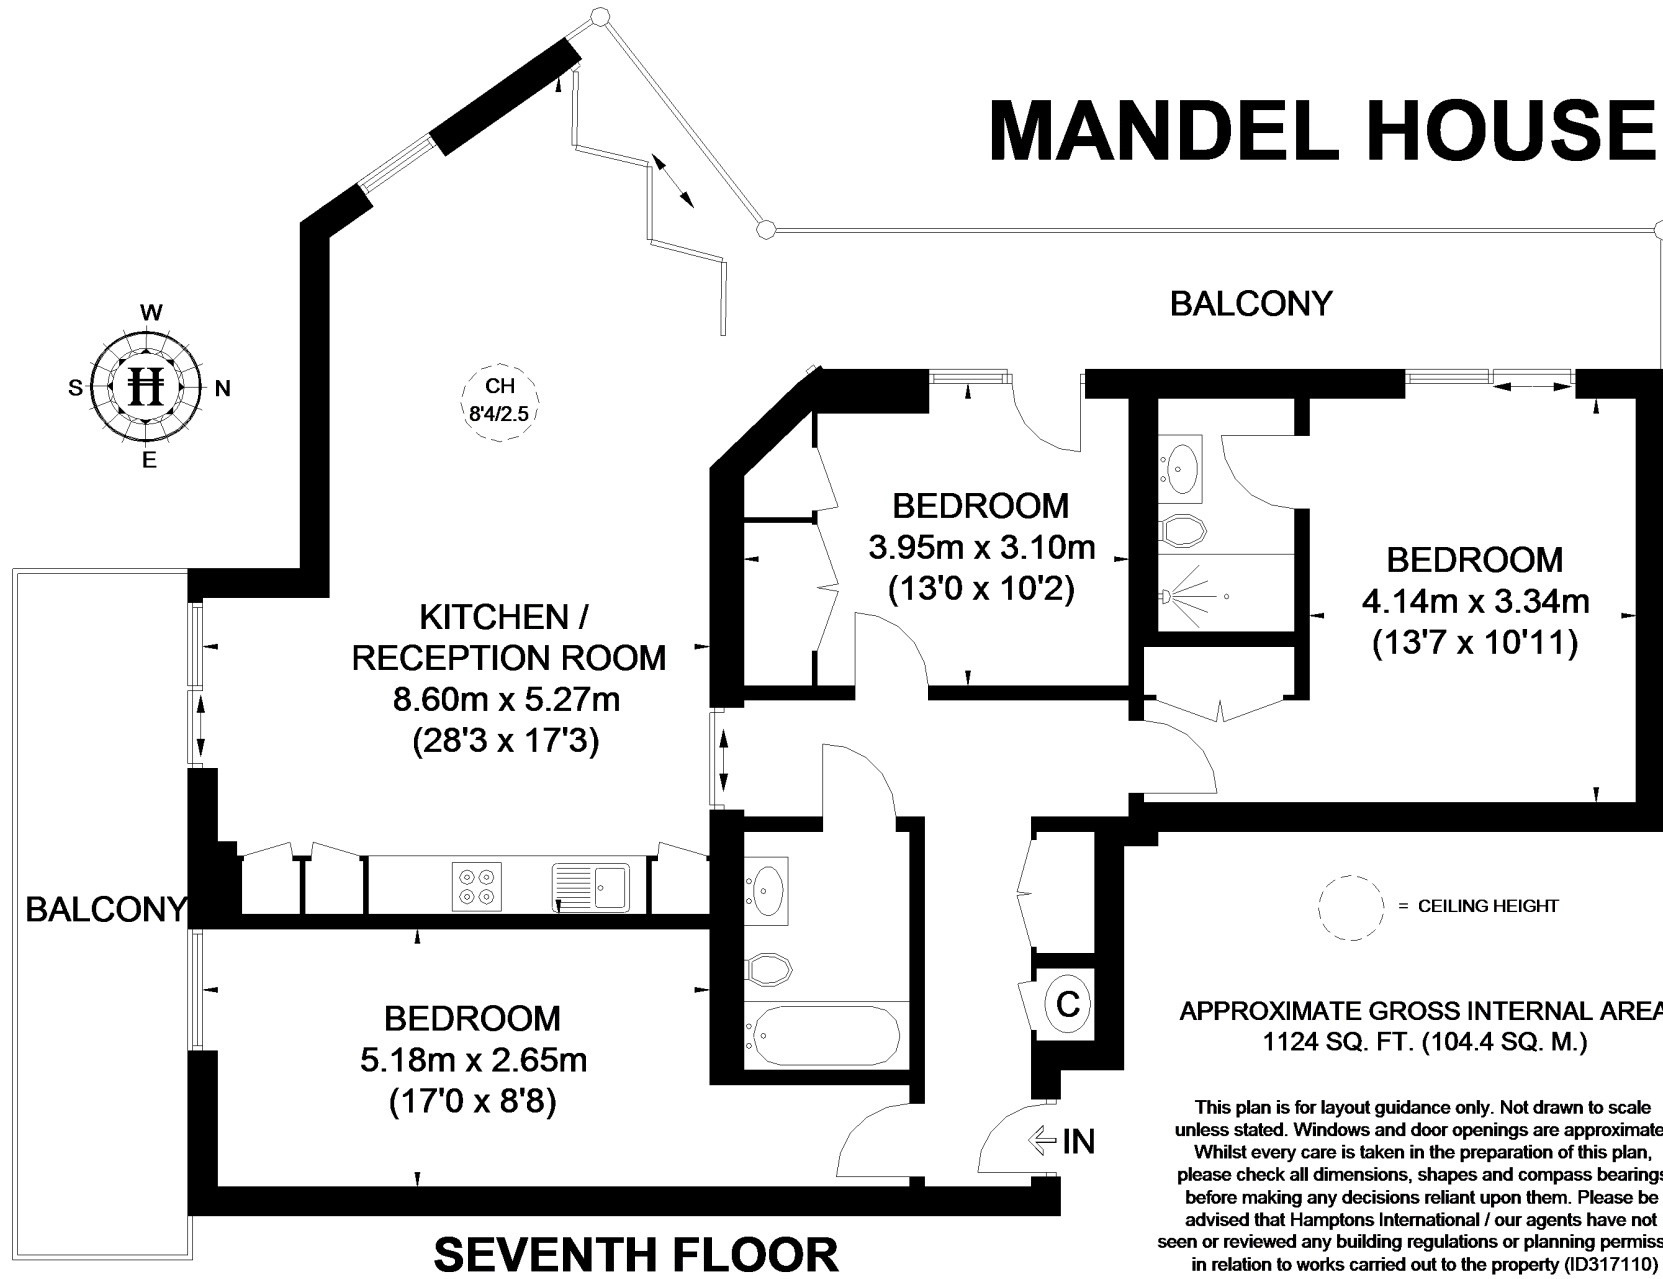 MANDEL HOUSE
BALCONY
W
S
N
E
H
CH
8'4/2.5
BEDROOM
3.95m x 3.10m
(13'0 x 10'2)
BEDROOM
4.14m x 3.34m
(13'7 x 10'11)
KITCHEN /
RECEPTION ROOM
8.60m x 5.27m
(28'3 x 17'3)
BALCONY
= CEILING HEIGHT
BEDROOM
5.18m x 2.65m
(17'0 x 8'8)
C
IN
APPROXIMATE GROSS INTERNAL AREA
1124 SQ. FT. (104.4 SQ. M.)
This plan is for layout guidance only. Not drawn to scale
unless stated. Windows and door openings are approximate
Whilst every care is taken in the preparation of this plan,
please check all dimensions, shapes and compass bearings
before making any decisions reliant upon them. Please be
advised that Hamptons International / our agents have not
seen or reviewed any building regulations or planning permiss
in relation to works carried out to the property (ID317110)
SEVENTH FLOOR